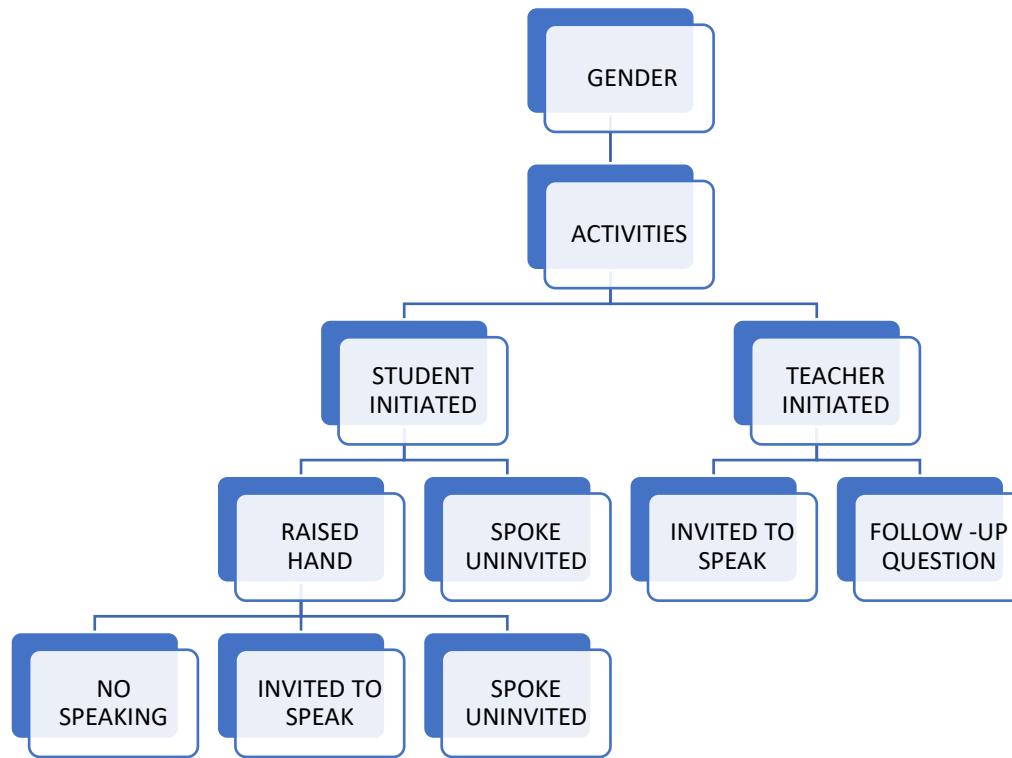 GENDER
ACTIVITIES
STUDENT
INITIATED
TEACHER
INITIATED
RAISED
HAND
SPOKE
UNINVITED
INVITED TO
SPEAK
FOLLOW -UP
QUESTION
NO
SPEAKING
INVITED TO
SPEAK
SPOKE
UNINVITED